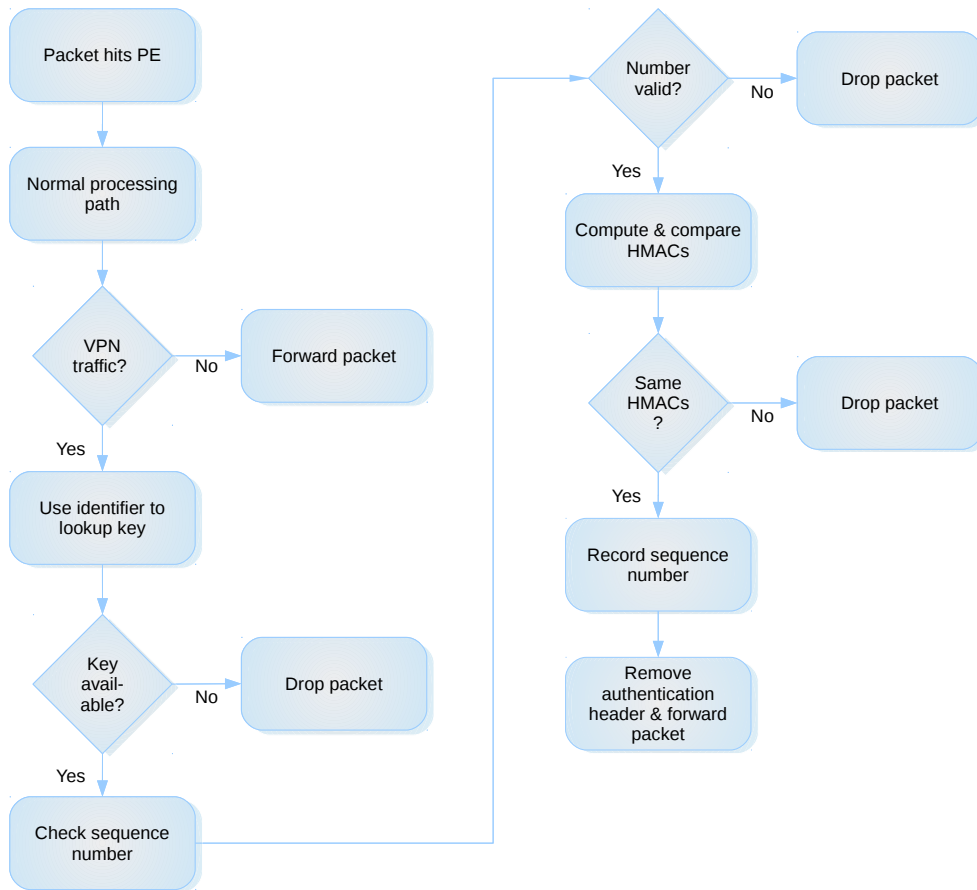 Packet hits PE
Normal processing
path
VPN
traffic?
No
Forward packet
Yes
Use identifier to
lookup key
Key
avail-
able?
No
Drop packet
Yes
Check sequence
number
Number
valid?
No
Drop packet
Yes
Compute & compare
HMACs
Same
HMACs
?
No
Drop packet
Yes
Record sequence
number
Remove
authentication
header & forward
packet